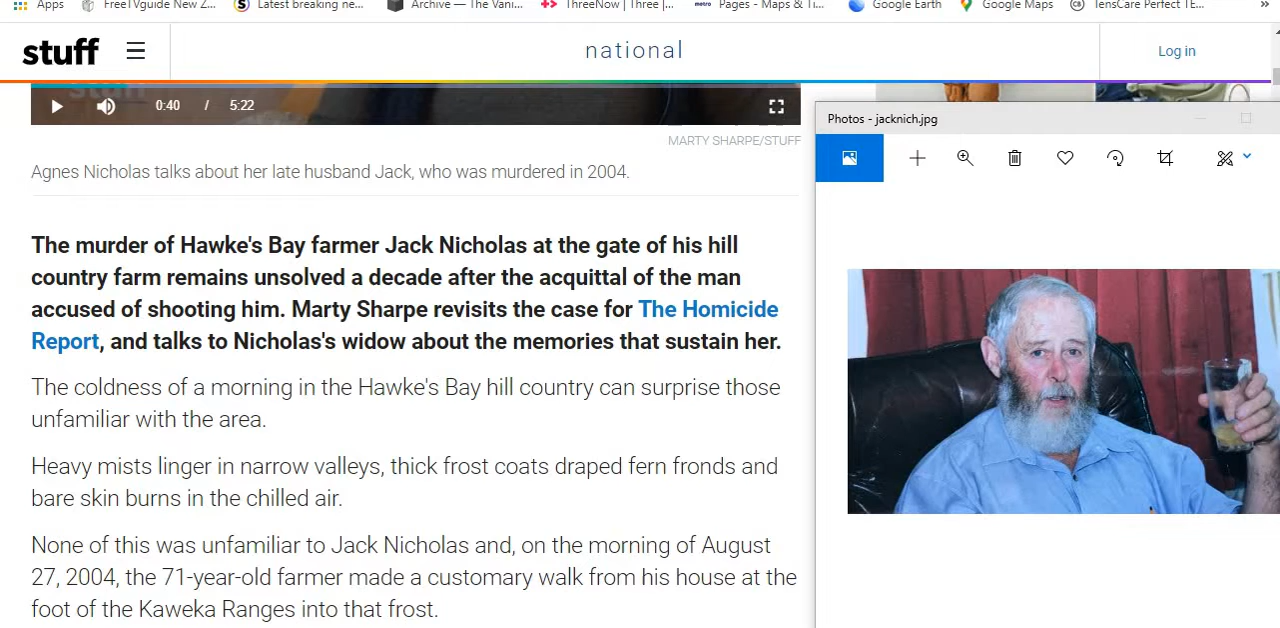 Apps FreeTVguide New Z... Latest breaking ne... Archive — The Vani... ThreeNow | Three |... metro Pages - Maps & Ti... Google Earth Google Maps TensCare Perfect TE... »
stuff national Log in
0:40 / 5:22
MARTY SHARPE/STUFF
Agnes Nicholas talks about her late husband Jack, who was murdered in 2004.
The murder of Hawke's Bay farmer Jack Nicholas at the gate of his hill
country farm remains unsolved a decade after the acquittal of the man
accused of shooting him. Marty Sharpe revisits the case for The Homicide
Report, and talks to Nicholas's widow about the memories that sustain her.
The coldness of a morning in the Hawke's Bay hill country can surprise those
unfamiliar with the area.
Heavy mists linger in narrow valleys, thick frost coats draped fern fronds and
bare skin burns in the chilled air.
None of this was unfamiliar to Jack Nicholas and, on the morning of August
27, 2004, the 71-year-old farmer made a customary walk from his house at the
foot of the Kaweka Ranges into that frost.
Photos - jacknich.jpg